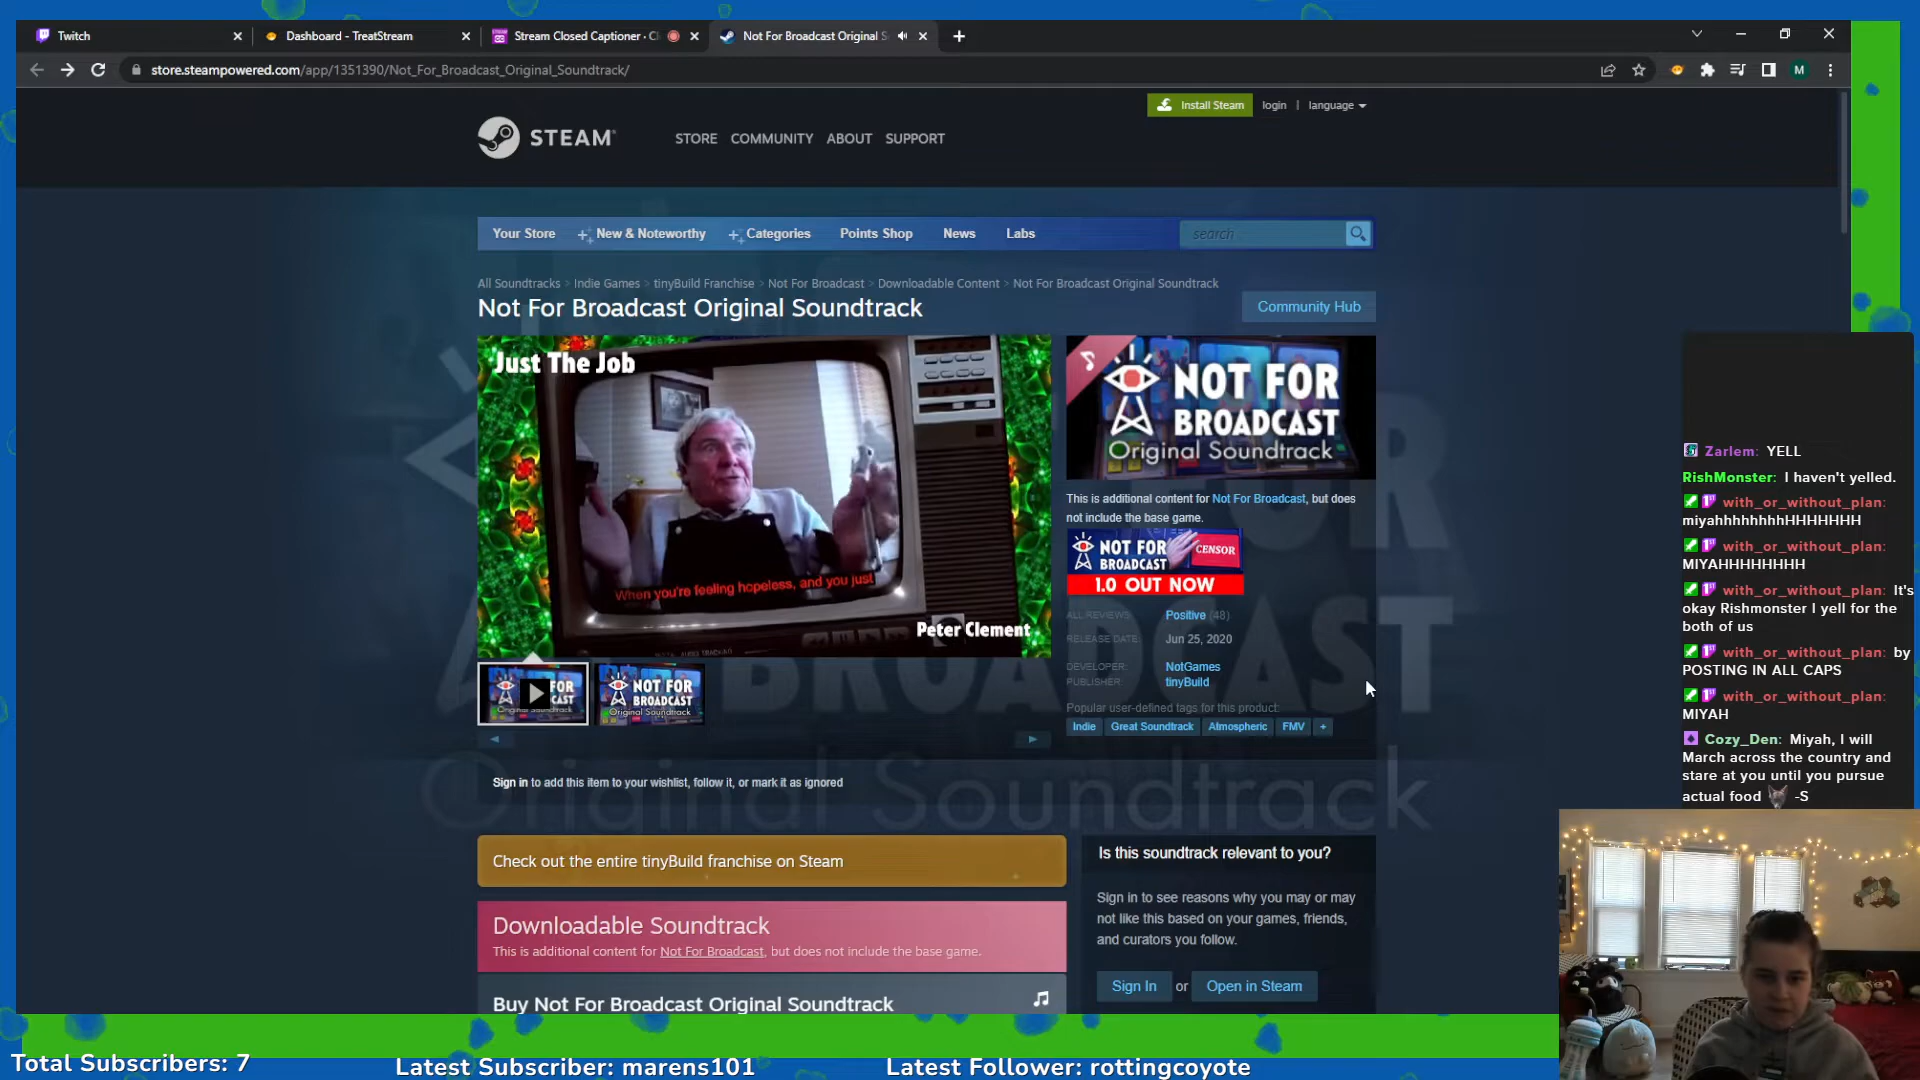 Twitch
Dashboard - TreatStream
Stream Closed Captioner - C
Not For Broadcast Original S
store.steampowered.com/app/1351390/Not_For_Broadcast_Original_Soundtrack/
M
Install Steam
login | language
STEAM
STORE COMMUNITY ABOUT SUPPORT
Your Store New & Noteworthy Categories Points Shop News Labs
search
All Soundtracks > Indie Games > tinyBuild Franchise > Not For Broadcast > Downloadable Content > Not For Broadcast Original Soundtrack
Not For Broadcast Original Soundtrack
Community Hub
Just The Job
When you're feeling hopeless, and you just
Peter Clement
NOT FOR
BROADCAST
Original Soundtrack
This is additional content for Not For Broadcast, but does
not include the base game.
NOT FOR
BROADCAST
CENSOR
1.0 OUT NOW
ALL REVIEWS: Positive (48)
RELEASE DATE: Jun 25, 2020
DEVELOPER: NotGames
PUBLISHER: tinyBuild
Popular user-defined tags for this product:
Indie Great Soundtrack Atmospheric FMV +
Sign in to add this item to your wishlist, follow it, or mark it as ignored
Check out the entire tinyBuild franchise on Steam
Downloadable Soundtrack
This is additional content for Not For Broadcast, but does not include the base game.
Buy Not For Broadcast Original Soundtrack
Is this soundtrack relevant to you?
Sign in to see reasons why you may or may
not like this based on your games, friends,
and curators you follow.
Sign In or Open in Steam
Zarlem: YELL
RishMonster: I haven't yelled.
with_or_without_plan:
miyahhhhhhhHHHHHHH
with_or_without_plan:
MIYAHHHHHHHH
with_or_without_plan: It's
okay Rishmonster I yell for the
both of us
with_or_without_plan: by
POSTING IN ALL CAPS
with_or_without_plan:
MIYAH
Cozy_Den: Miyah, I will
March across the country and
stare at you until you pursue
actual food -S
Total Subscribers: 7
Latest Subscriber: marens101
Latest Follower: rottingcoyote